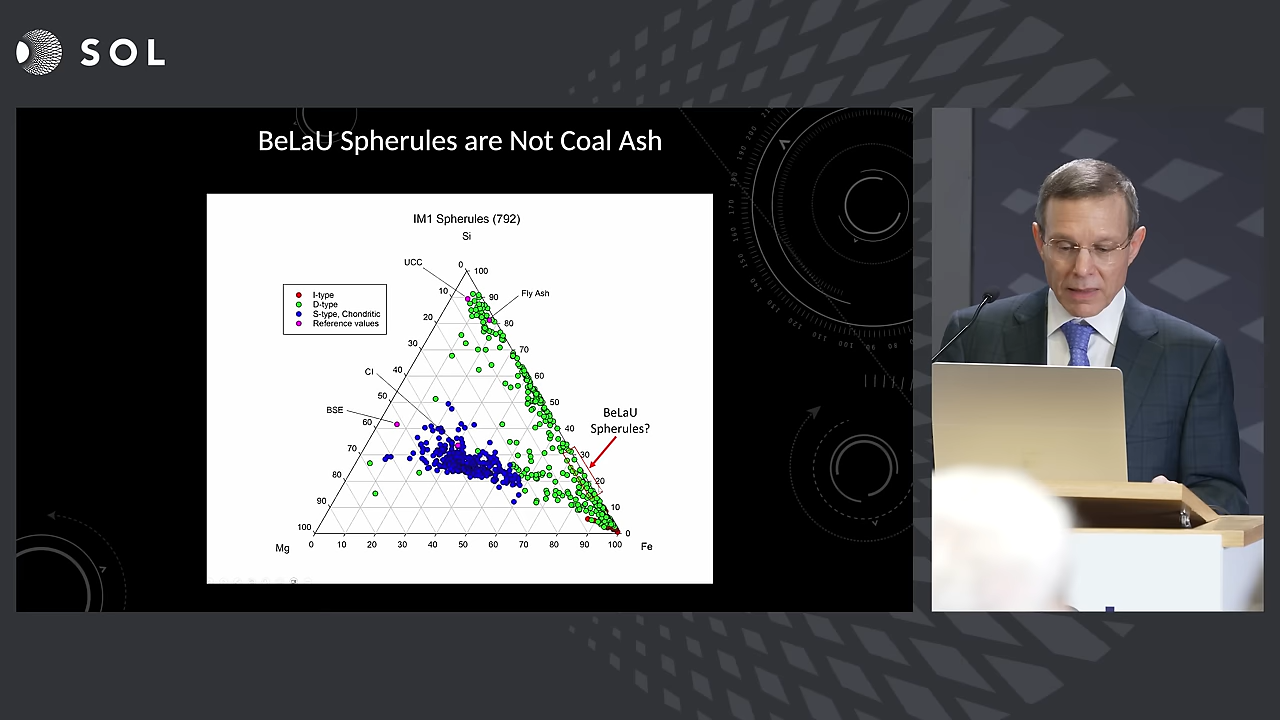 SOL
BeLaU Spherules are Not Coal Ash
IM1 Spherules (792)
Si
UCC
Fly Ash
I-type
D-type
S-type, Chondritic
Reference values
CI
BSE
BeLaU
Spherules?
0
10
20
30
40
50
60
70
80
90
100
100
90
80
70
60
50
40
30
20
10
0
0
10
20
30
40
50
60
70
80
90
100
Mg
Fe